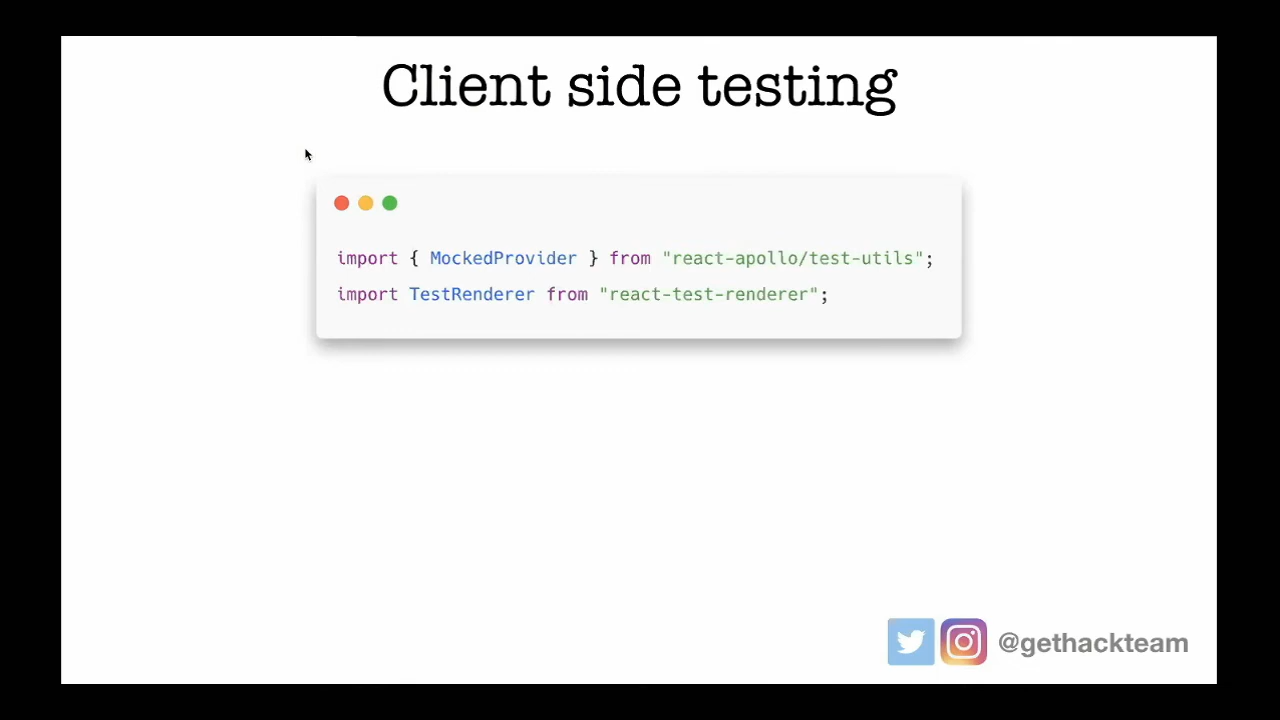 Client side testing
import { MockedProvider } from "react-apollo/test-utils";
import TestRenderer from "react-test-renderer";
@gethackteam